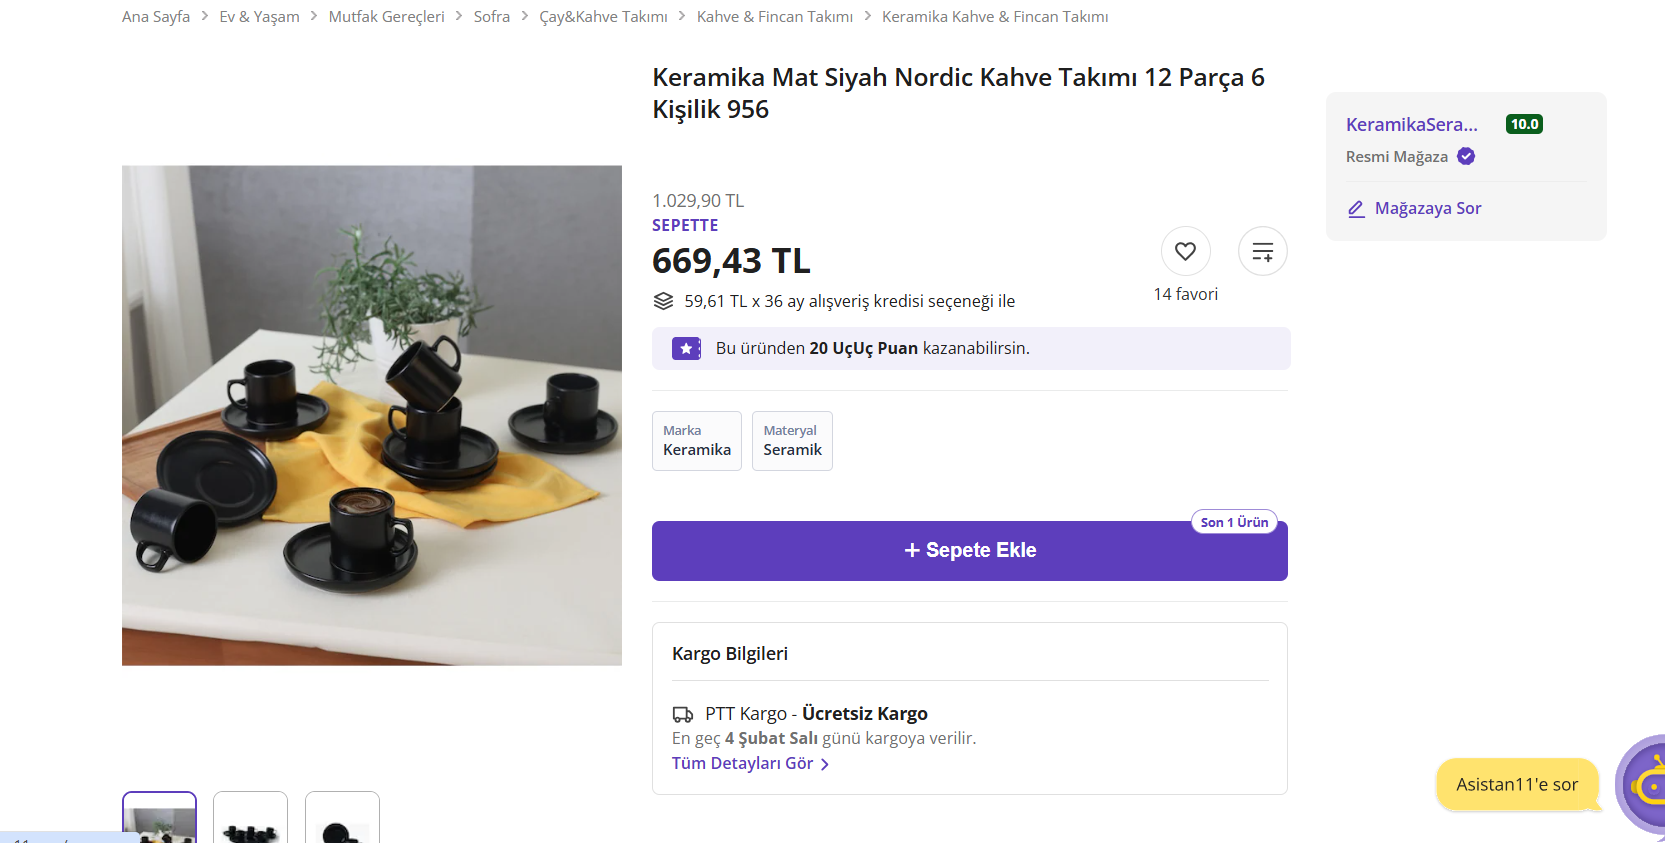 Ana Sayfa > Ev & Yaşam > Mutfak Gereçleri > Sofra > Çay&Kahve Takımı > Kahve & Fincan Takımı > Keramika Kahve & Fincan Takımı
Keramika Mat Siyah Nordic Kahve Takımı 12 Parça 6
Kişilik 956
KeramikaSera...
10.0
Resmi Mağaza
Mağazaya Sor
1.029,90 TL
SEPETTE
669,43 TL
14 favori
59,61 TL x 36 ay alışveriş kredisi seçeneği ile
Bu üründen 20 UçUç Puan kazanabilirsin.
Marka
Keramika
Materyal
Seramik
Son 1 Ürün
+ Sepete Ekle
Kargo Bilgileri
PTT Kargo - Ücretsiz Kargo
En geç 4 Şubat Salı günü kargoya verilir.
Tüm Detayları Gör >
Asistan11'e sor